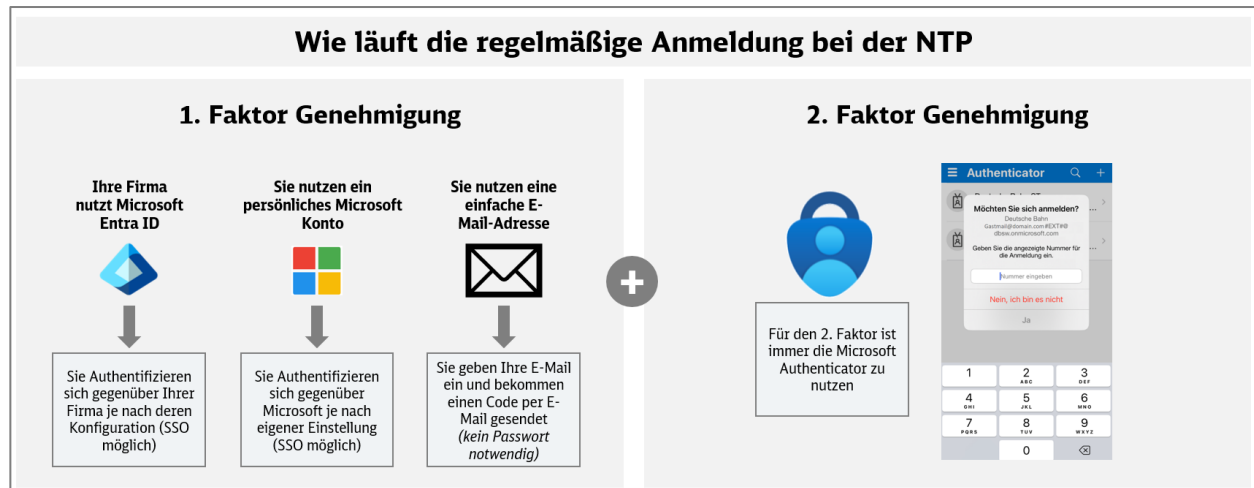 Wie läuft die regelmäßige Anmeldung bei der NTP
1. Faktor Genehmigung
Ihre Firma
nutzt Microsoft
Entra ID
Sie nutzen ein
persönliches Microsoft
Konto
Sie nutzen eine
einfache E-
Mail-Adresse
Sie Authentifizieren
sich gegenüber Ihrer
Firma je nach deren
Konfiguration (SSO
möglich)
Sie Authentifizieren
sich gegenüber
Microsoft je nach
eigener Einstellung
(SSO möglich)
Sie geben Ihre E-Mail
ein und bekommen
einen Code per E-
Mail gesendet
(kein Passwort
notwendig)
+
2. Faktor Genehmigung
Für den 2. Faktor ist
immer die Microsoft
Authenticator zu
nutzen
Authenticator
Möchten Sie sich anmelden?
Deutsche Bahn
Gastmail@domain.com#EXT#@
dbsw.onmicrosoft.com
Geben Sie die angezeigte Nummer für
die Anmeldung ein.
Nummer eingeben
Nein, ich bin es nicht
Ja
1 2 3
ABC DEF
4 5 6
GHI JKL MNO
7 8 9
PQRS TUV WXYZ
0